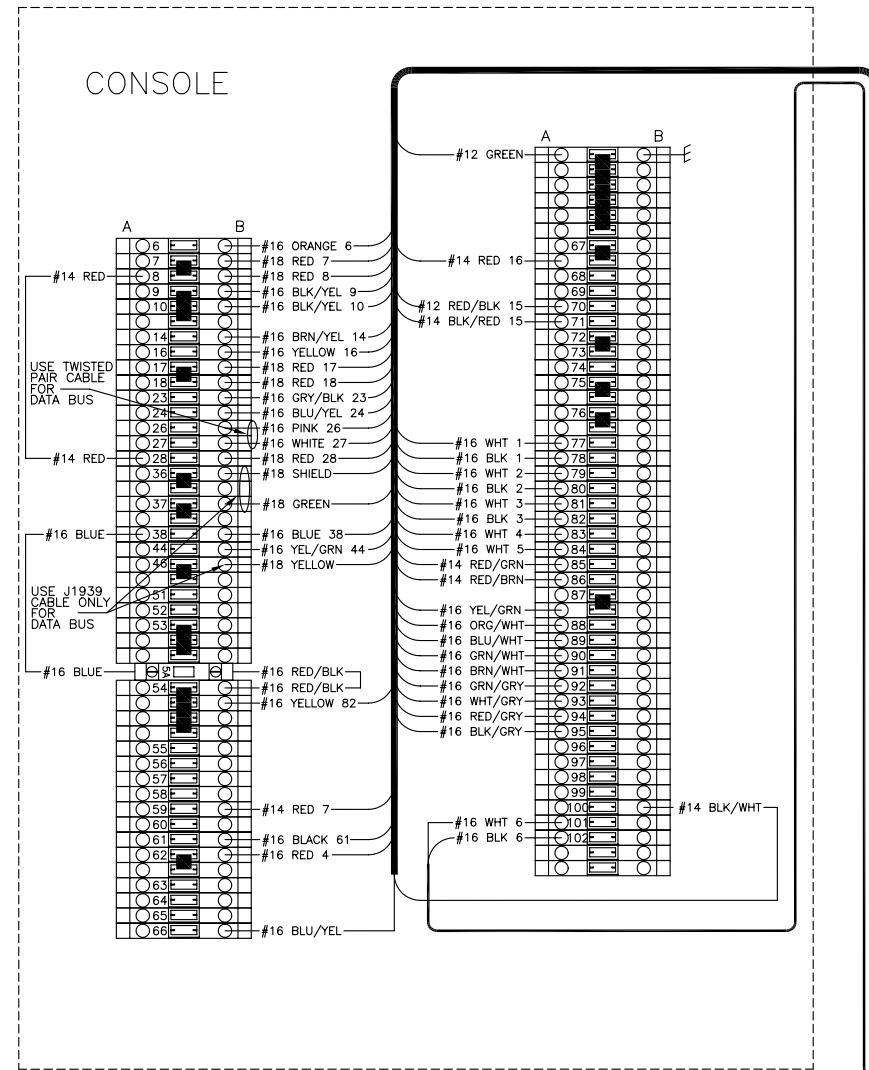 CONSOLE
A B
6 #16 ORANGE 6
7 #18 RED 7
#14 RED 8 #18 RED 8
9 #16 BLK/YEL 9
10 #16 BLK/YEL 10
14 #16 BRN/YEL 14
16 #16 YELLOW 16
17 #18 RED 17
18 #18 RED 18
23 #16 GRY/BLK 23
24 #16 BLU/YEL 24
26 #16 PINK 26
27 #16 WHITE 27
#14 RED 28 #18 RED 28
36 #18 SHIELD
37 #18 GREEN
#16 BLUE 38 #16 BLUE 38
44 #16 YEL/GRN 44
46 #18 YELLOW
51
52
53
USE TWISTED
PAIR CABLE
FOR
DATA BUS
USE J1939
CABLE ONLY
FOR
DATA BUS
#16 BLUE 5A #16 RED/BLK
54 #16 RED/BLK
#16 YELLOW 82
55
56
57
58
59 #14 RED 7
60
61 #16 BLACK 61
62 #16 RED 4
63
64
65
66 #16 BLU/YEL
A B
#12 GREEN
67
#14 RED 16
68
69
#12 RED/BLK 15 70
#14 BLK/RED 15 71
72
73
74
75
76
#16 WHT 1 77
#16 BLK 1 78
#16 WHT 2 79
#16 BLK 2 80
#16 WHT 3 81
#16 BLK 3 82
#16 WHT 4 83
#16 WHT 5 84
#14 RED/GRN 85
#14 RED/BRN 86
87
#16 YEL/GRN
#16 ORG/WHT 88
#16 BLU/WHT 89
#16 GRN/WHT 90
#16 BRN/WHT 91
#16 GRN/GRY 92
#16 WHT/GRY 93
#16 RED/GRY 94
#16 BLK/GRY 95
96
97
98
99
100 #14 BLK/WHT
#16 WHT 6 101
#16 BLK 6 102